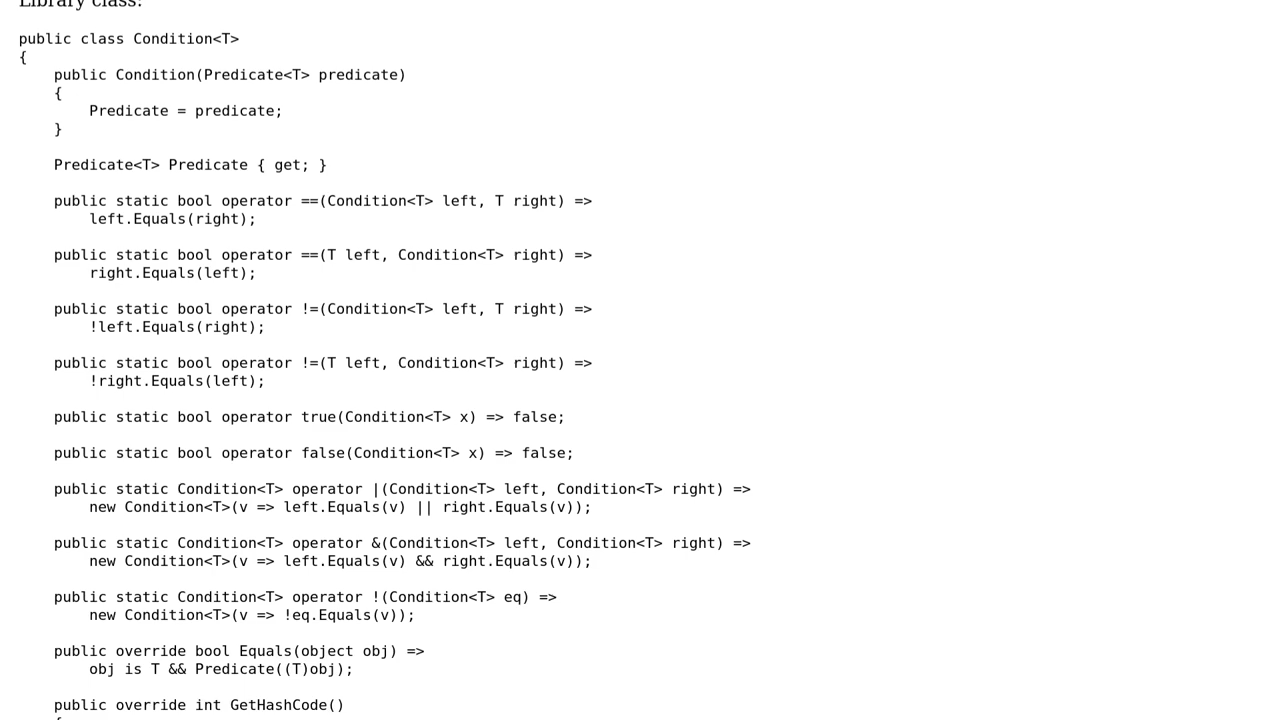 Library class:
public class Condition<T>
{
    public Condition(Predicate<T> predicate)
    {
        Predicate = predicate;
    }
    Predicate<T> Predicate { get; }
    public static bool operator ==(Condition<T> left, T right) =>
        left.Equals(right);
    public static bool operator ==(T left, Condition<T> right) =>
        right.Equals(left);
    public static bool operator !=(Condition<T> left, T right) =>
        !left.Equals(right);
    public static bool operator !=(T left, Condition<T> right) =>
        !right.Equals(left);
    public static bool operator true(Condition<T> x) => false;
    public static bool operator false(Condition<T> x) => false;
    public static Condition<T> operator |(Condition<T> left, Condition<T> right) =>
        new Condition<T>(v => left.Equals(v) || right.Equals(v));
    public static Condition<T> operator &(Condition<T> left, Condition<T> right) =>
        new Condition<T>(v => left.Equals(v) && right.Equals(v));
    public static Condition<T> operator !(Condition<T> eq) =>
        new Condition<T>(v => !eq.Equals(v));
    public override bool Equals(object obj) =>
        obj is T && Predicate((T)obj);
    public override int GetHashCode()
    {